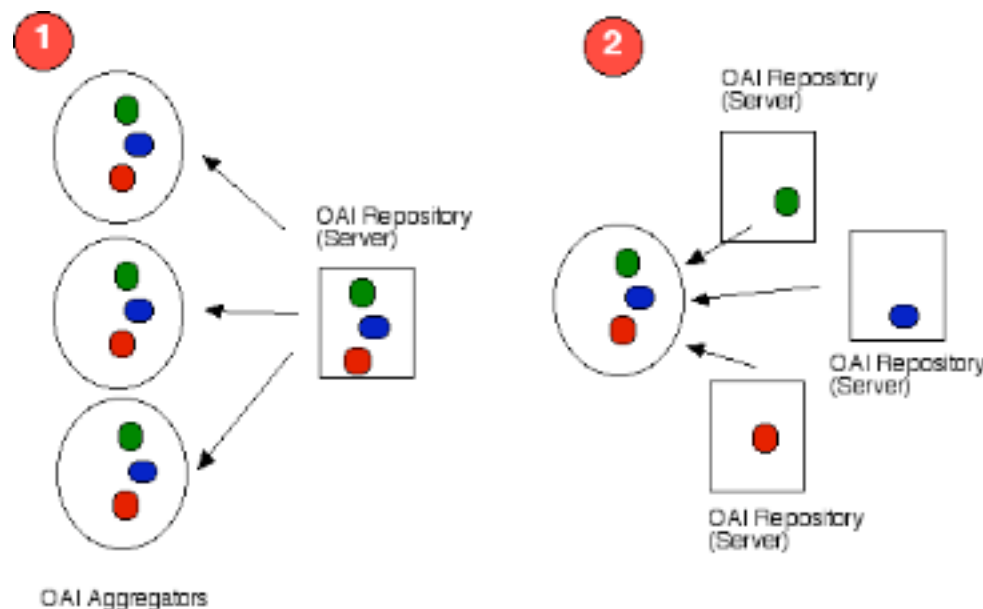 1
OAI Repository
(Server)
OAI Aggregators
2
OAI Repository
(Server)
OAI Repository
(Server)
OAI Repository
(Server)